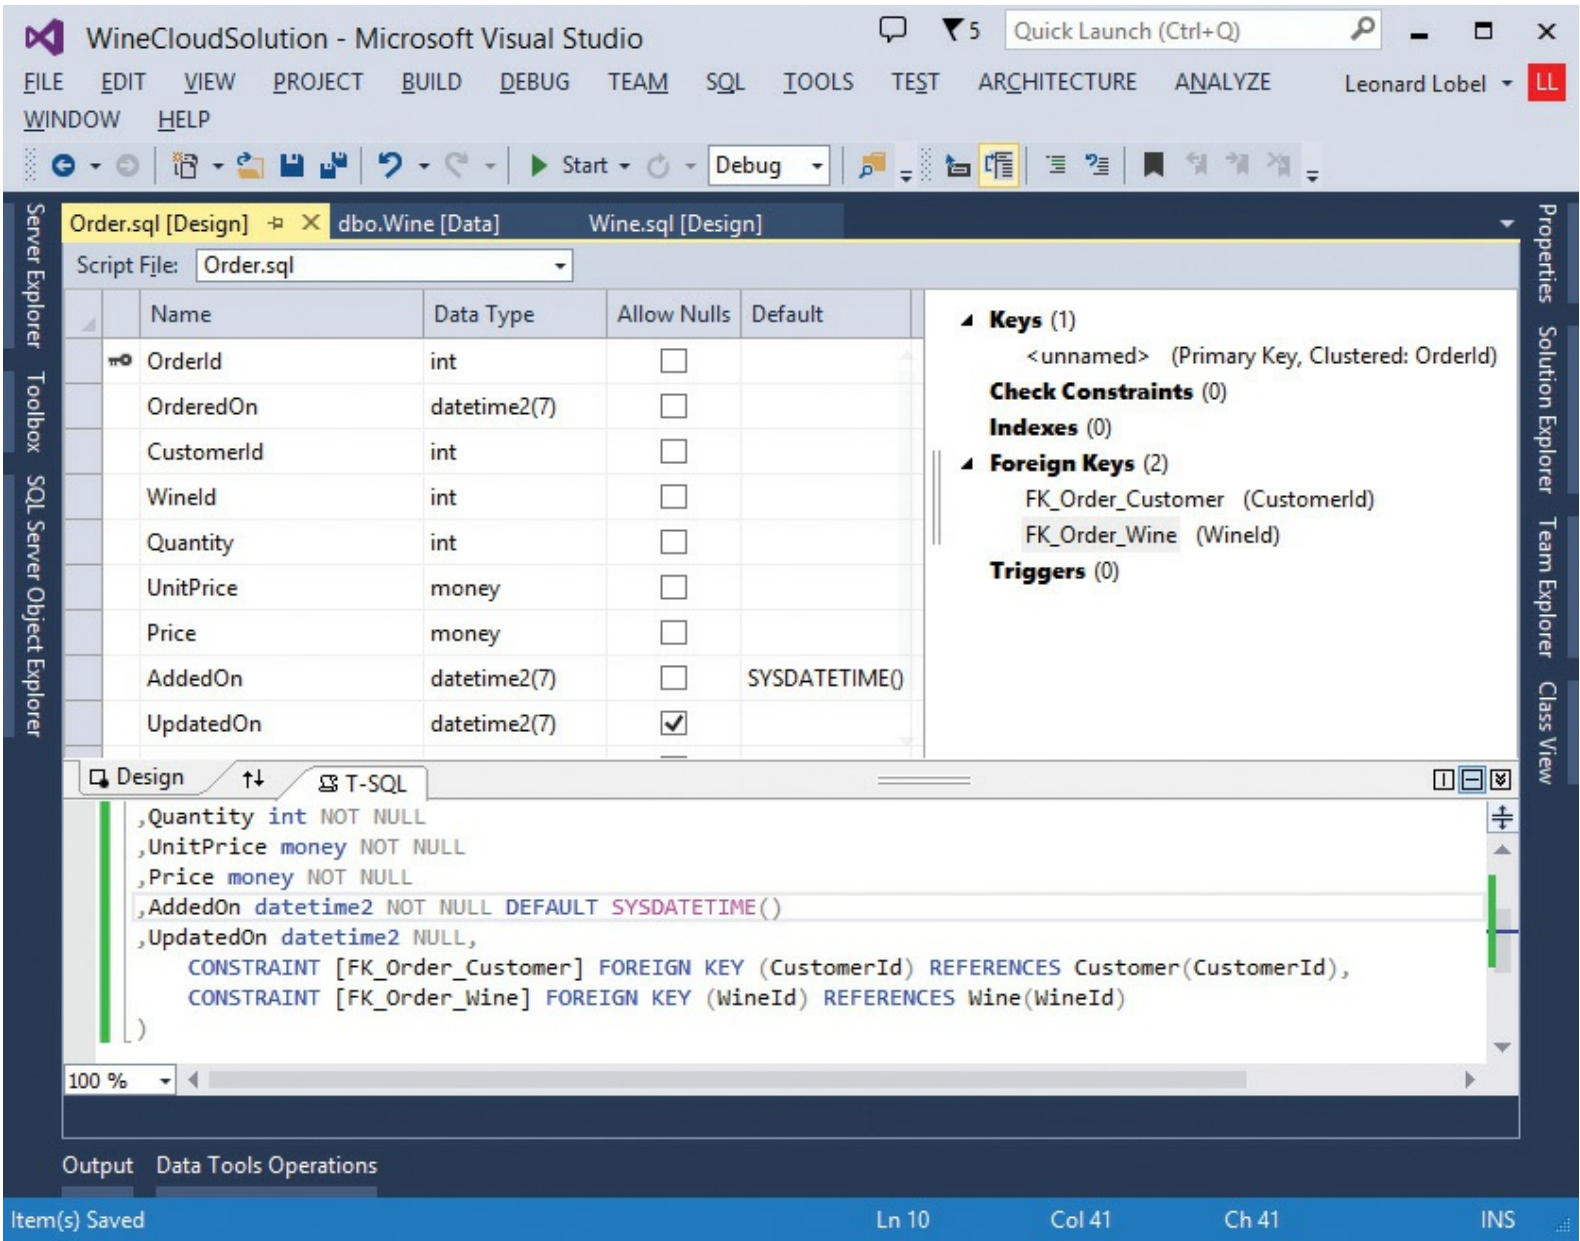 WineCloudSolution - Microsoft Visual Studio 5 Quick Launch (Ctrl+Q)
FILE EDIT VIEW PROJECT BUILD DEBUG TEAM SQL TOOLS TEST ARCHITECTURE ANALYZE Leonard Lobel LL
WINDOW HELP
Start Debug
Server Explorer
Toolbox
SQL Server Object Explorer
Order.sql [Design] dbo.Wine [Data] Wine.sql [Design]
Script File: Order.sql
Name Data Type Allow Nulls Default
OrderId int
OrderedOn datetime2(7)
CustomerId int
WineId int
Quantity int
UnitPrice money
Price money
AddedOn datetime2(7) SYSDATETIME()
UpdatedOn datetime2(7)
Keys (1)
<unnamed> (Primary Key, Clustered: OrderId)
Check Constraints (0)
Indexes (0)
Foreign Keys (2)
FK_Order_Customer (CustomerId)
FK_Order_Wine (WineId)
Triggers (0)
Properties
Solution Explorer
Team Explorer
Class View
Design T-SQL
,Quantity int NOT NULL
,UnitPrice money NOT NULL
,Price money NOT NULL
,AddedOn datetime2 NOT NULL DEFAULT SYSDATETIME()
,UpdatedOn datetime2 NULL,
CONSTRAINT [FK_Order_Customer] FOREIGN KEY (CustomerId) REFERENCES Customer(CustomerId),
CONSTRAINT [FK_Order_Wine] FOREIGN KEY (WineId) REFERENCES Wine(WineId)
)
100 %
Output Data Tools Operations
Item(s) Saved Ln 10 Col 41 Ch 41 INS